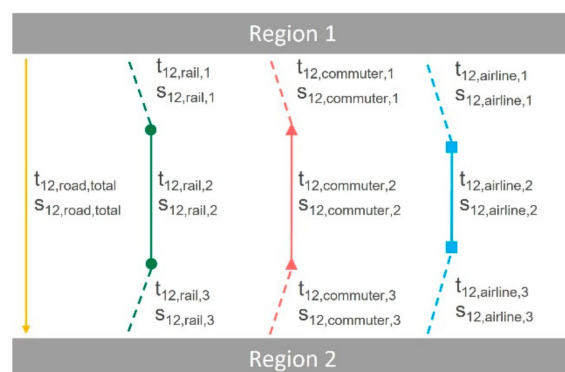 Region 1
t12,rail,1
s12,rail,1
t12,commuter,1
s12,commuter,1
t12,airline,1
s12,airline,1
t12,road,total
s12,road,total
t12,rail,2
s12,rail,2
t12,commuter,2
s12,commuter,2
t12,airline,2
s12,airline,2
t12,rail,3
s12,rail,3
t12,commuter,3
s12,commuter,3
t12,airline,3
s12,airline,3
Region 2